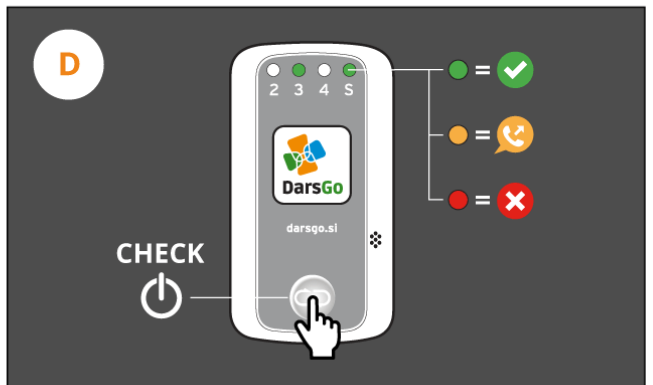 D
2 3 4 S
=
=
=
DarsGo
darsgo.si
CHECK